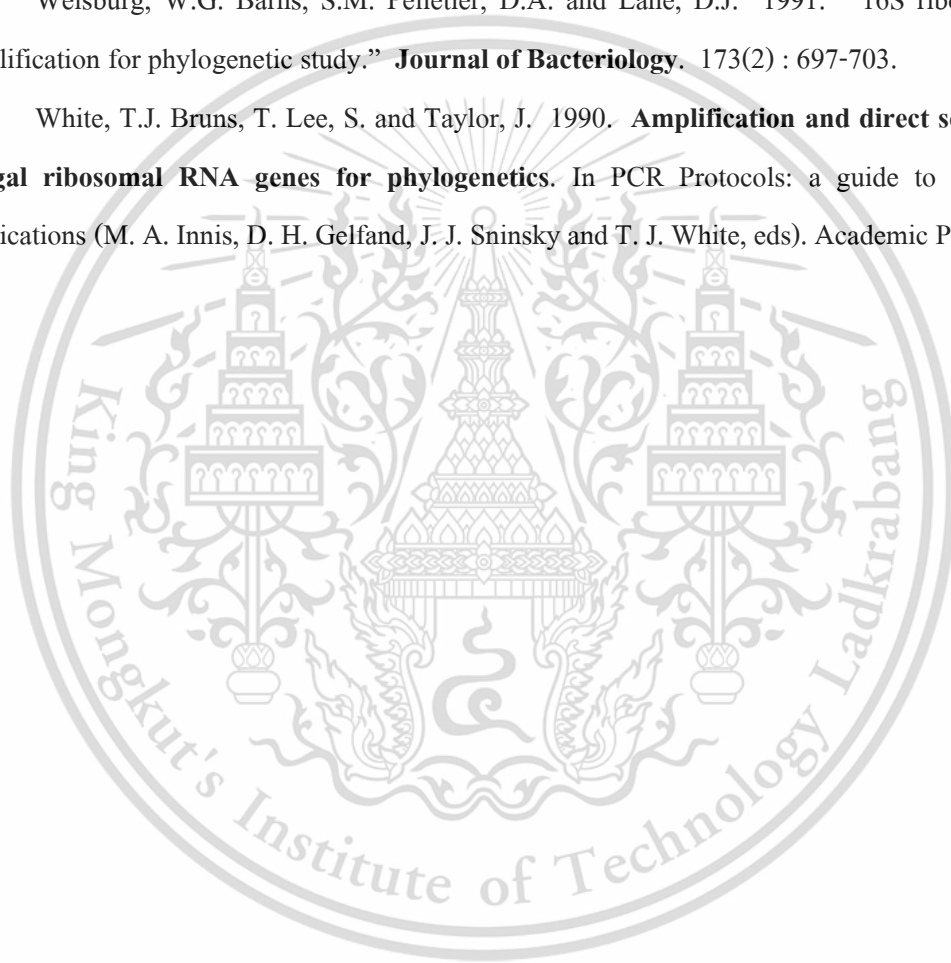 Weisburg, W.G. Barns, S.M. Pelletier, D.A. and Lane, D.J. 1991. “16S ribo
lification for phylogenetic study.” Journal of Bacteriology. 173(2) : 697-703.
White, T.J. Bruns, T. Lee, S. and Taylor, J. 1990. Amplification and direct se
gal ribosomal RNA genes for phylogenetics. In PCR Protocols: a guide to
ications (M. A. Innis, D. H. Gelfand, J. J. Sninsky and T. J. White, eds). Academic P
King Mongkut's Institute of Technology Ladkrabang